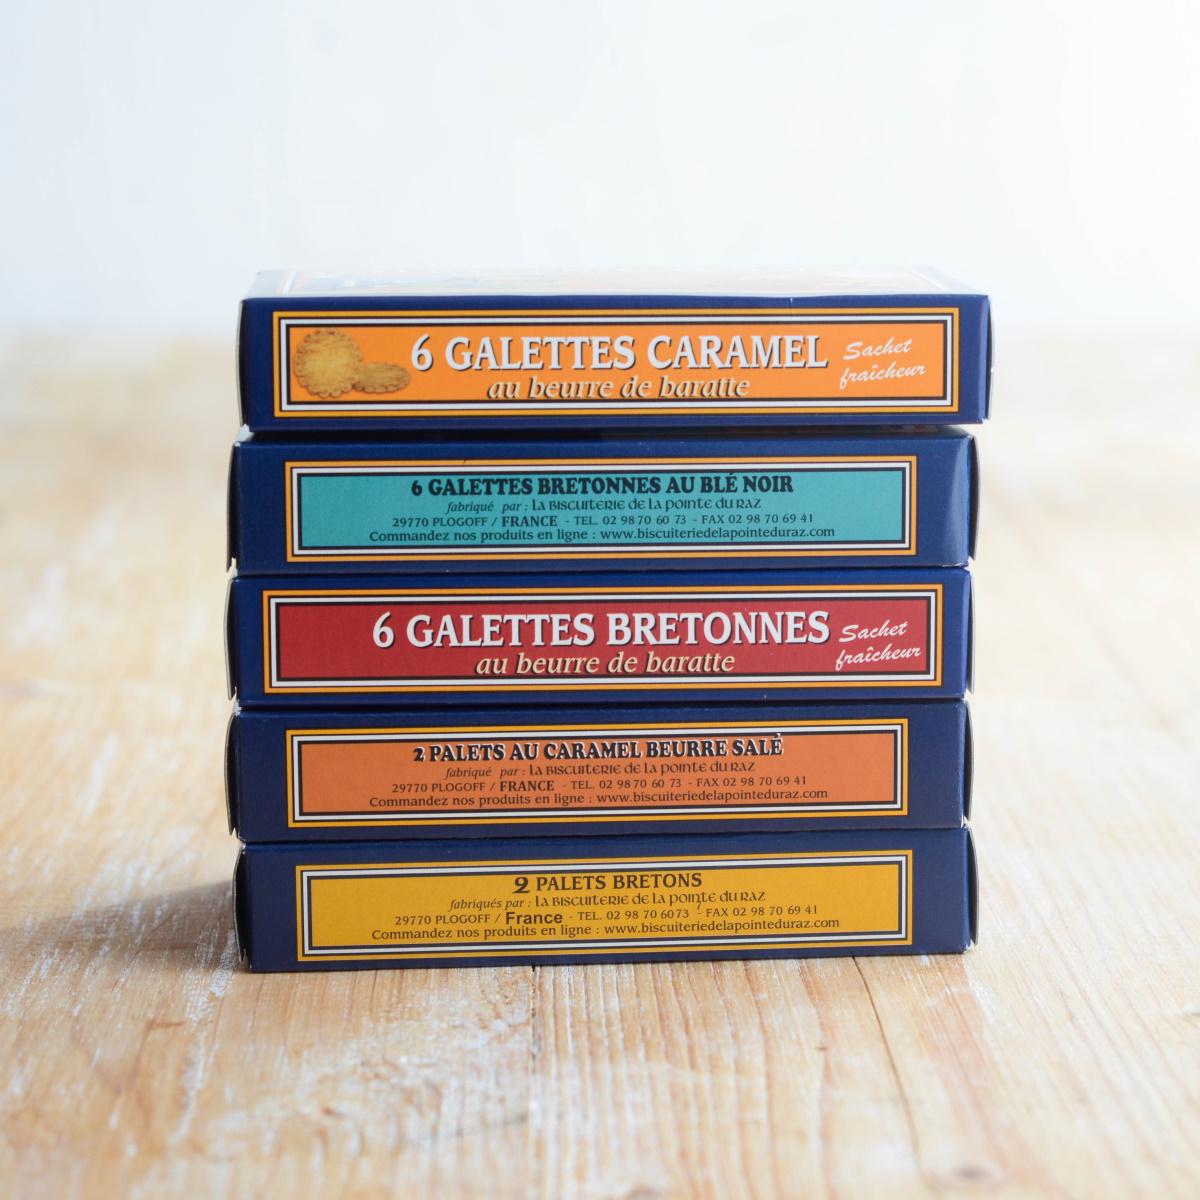 6 GALETTES CARAMEL
au beurre de baratte
Sachet
fraîcheur
6 GALETTES BRETONNES AU BLÉ NOIR
fabriqué par : La BISCUITERIE de La POINTE DU RAZ
29770 PLOGOFF / FRANCE - TEL. 02 98 70 60 73 - FAX 02 98 70 69 41
Commandez nos produits en ligne : www.biscuiteriedelapointeduraz.com
6 GALETTES BRETONNES
au beurre de baratte
Sachet
fraîcheur
2 PALETS AU CARAMEL BEURRE SALÉ
fabriqué par : La BISCUITERIE de La POINTE DU RAZ
29770 PLOGOFF / FRANCE - TEL. 02 98 70 60 73 - FAX 02 98 70 69 41
Commandez nos produits en ligne : www.biscuiteriedelapointeduraz.com
2 PALETS BRETONS
fabriqués par : La BISCUITERIE de La POINTE DU RAZ
29770 PLOGOFF / France - TEL. 02 98 70 6073 - FAX 02 98 70 69 41
Commandez nos produits en ligne : www.biscuiteriedelapointeduraz.com